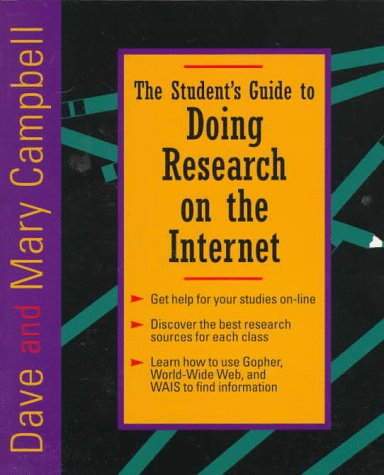 Dave and Mary Campbell
The Student's Guide to
Doing
Research
on the
Internet
Get help for your studies on-line
Discover the best research
sources for each class
Learn how to use Gopher,
World-Wide Web, and
WAIS to find information